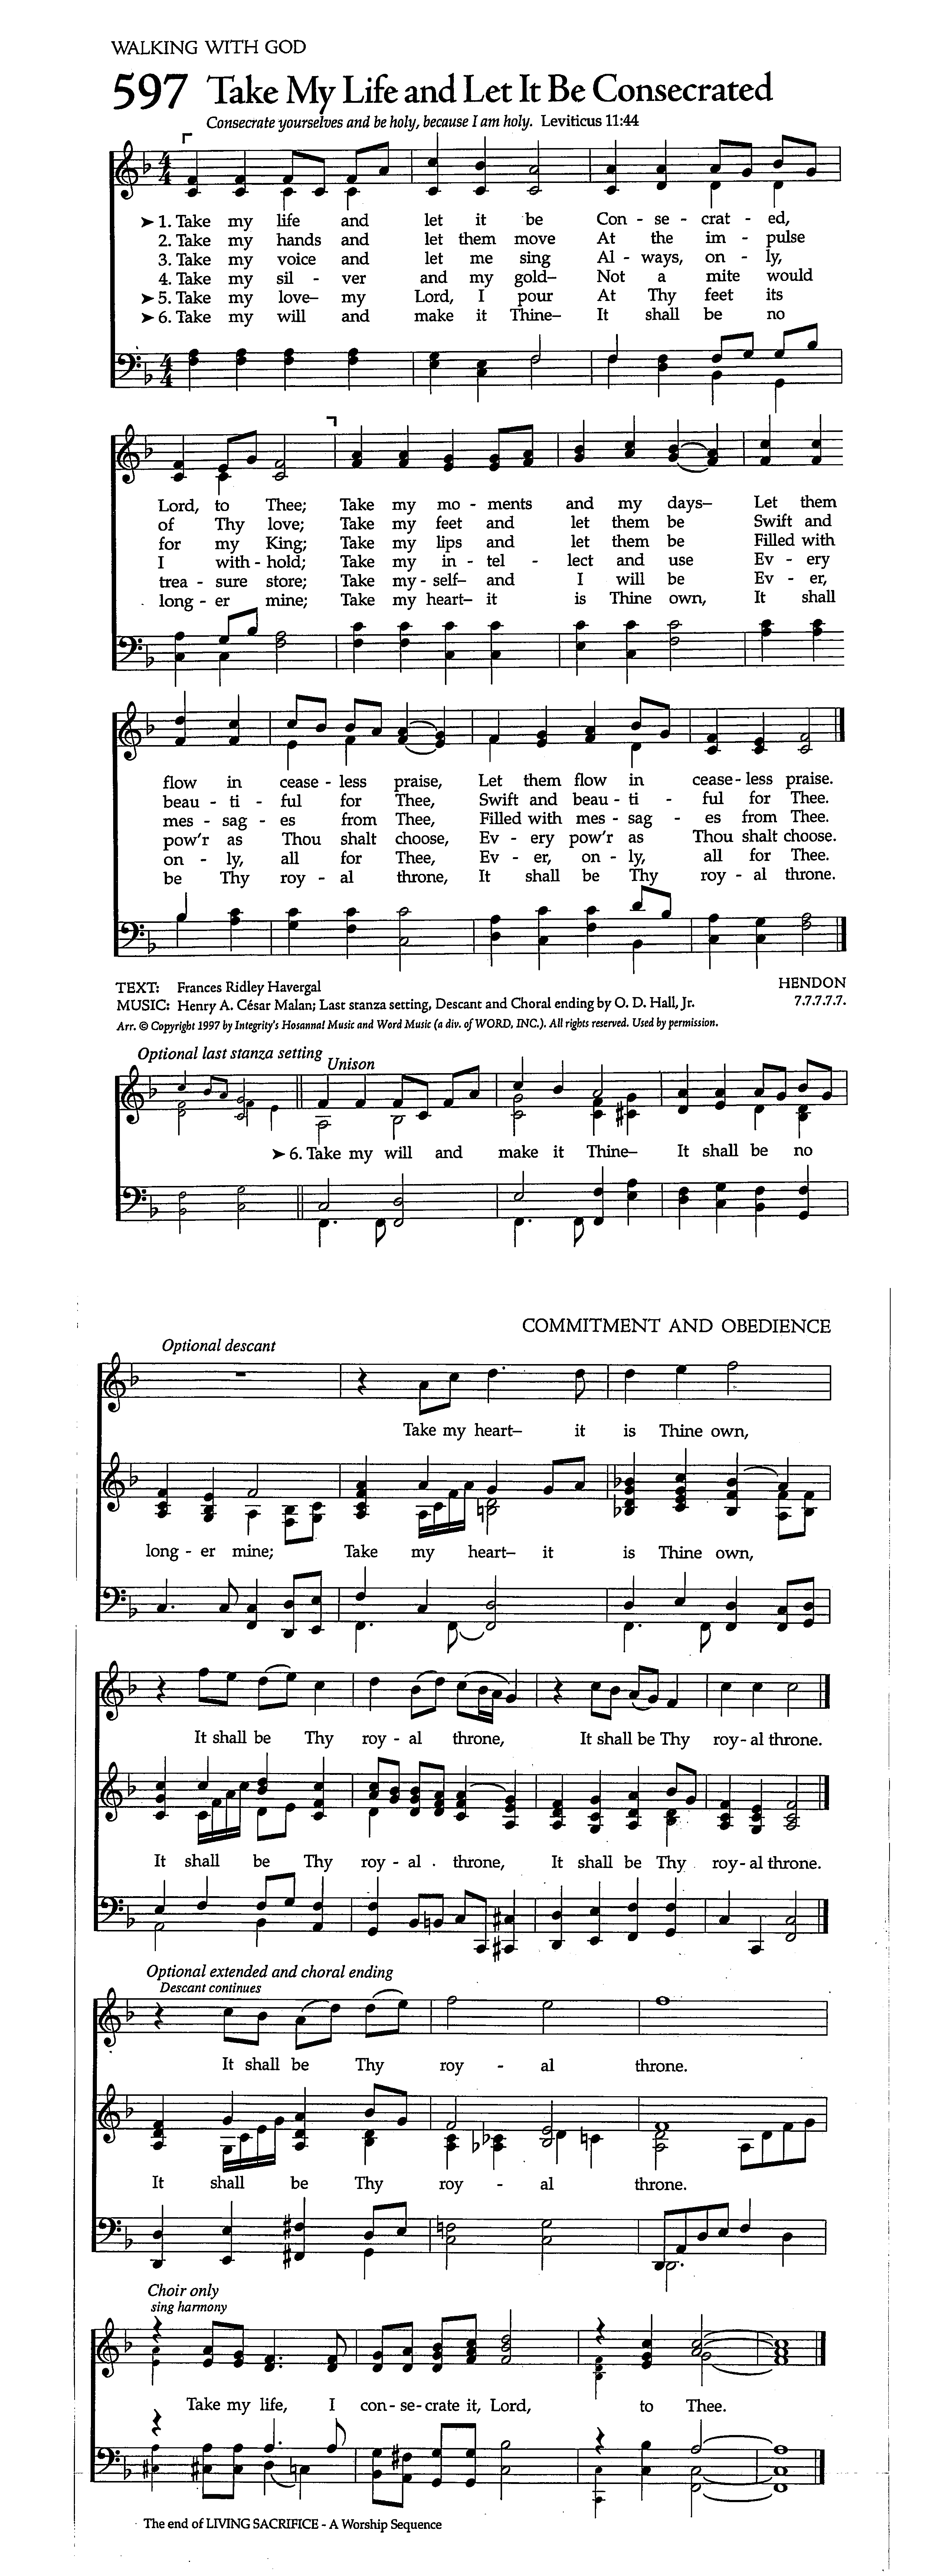 WALKING WITH GOD
597 Take My Life and Let It Be Consecrated
Consecrate yourselves and be holy, because I am holy. Leviticus 11:44
➤ 1. Take my life and let it be Con - se - crat - ed,
2. Take my hands and let them move At the im - pulse
3. Take my voice and let me sing Al - ways, on - ly,
4. Take my sil - ver and my gold– Not a mite would
➤ 5. Take my love– my Lord, I pour At Thy feet its
➤ 6. Take my will and make it Thine– It shall be no
Lord, to Thee; Take my mo - ments and my days– Let them
of Thy love; Take my feet and let them be Swift and
for my King; Take my lips and let them be Filled with
I with - hold; Take my in - tel - lect and use Ev - ery
trea - sure store; Take my - self– and I will be Ev - er,
long - er mine; Take my heart– it is Thine own, It shall
flow in cease - less praise, Let them flow in cease - less praise.
beau - ti - ful for Thee, Swift and beau - ti - ful for Thee.
mes - sag - es from Thee, Filled with mes - sag - es from Thee.
pow'r as Thou shalt choose, Ev - ery pow'r as Thou shalt choose.
on - ly, all for Thee, Ev - er, on - ly, all for Thee.
be Thy roy - al throne, It shall be Thy roy - al throne.
TEXT: Frances Ridley Havergal HENDON
MUSIC: Henry A. César Malan; Last stanza setting, Descant and Choral ending by O. D. Hall, Jr. 7.7.7.7.7.
Arr. © Copyright 1997 by Integrity's Hosanna! Music and Word Music (a div. of WORD, INC.). All rights reserved. Used by permission.
Optional last stanza setting
Unison
➤ 6. Take my will and make it Thine– It shall be no
COMMITMENT AND OBEDIENCE
Optional descant
Take my heart– it is Thine own,
long - er mine; Take my heart– it is Thine own,
It shall be Thy roy - al throne, It shall be Thy roy - al throne.
It shall be Thy roy - al throne, It shall be Thy roy - al throne.
Optional extended and choral ending
Descant continues
It shall be Thy roy - al throne.
It shall be Thy roy - al throne.
Choir only
sing harmony
Take my life, I con - se - crate it, Lord, to Thee.
The end of LIVING SACRIFICE - A Worship Sequence